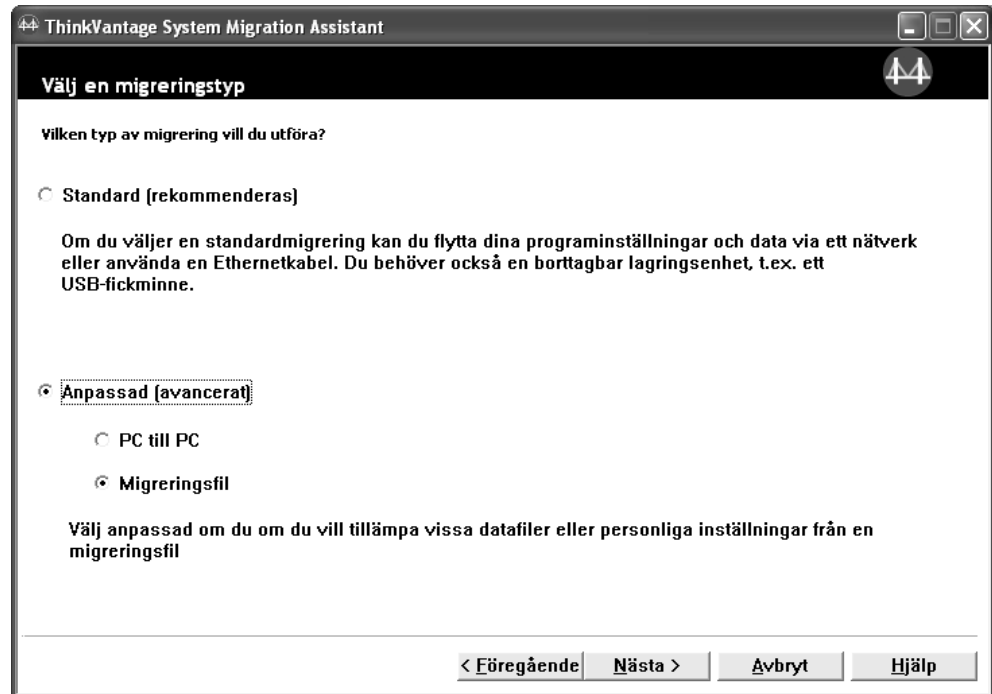 ThinkVantage System Migration Assistant
Välj en migreringstyp
Vilken typ av migrering vill du utföra?
Standard (rekommenderas)
Om du väljer en standardmigrering kan du flytta dina programinställningar och data via ett nätverk
eller använda en Ethernetkabel. Du behöver också en borttagbar lagringsenhet, t.ex. ett
USB-fickminne.
Anpassad (avancerat)
PC till PC
Migreringsfil
Välj anpassad om du om du vill tillämpa vissa datafiler eller personliga inställningar från en
migreringsfil
< Föregående Nästa > Avbryt Hjälp